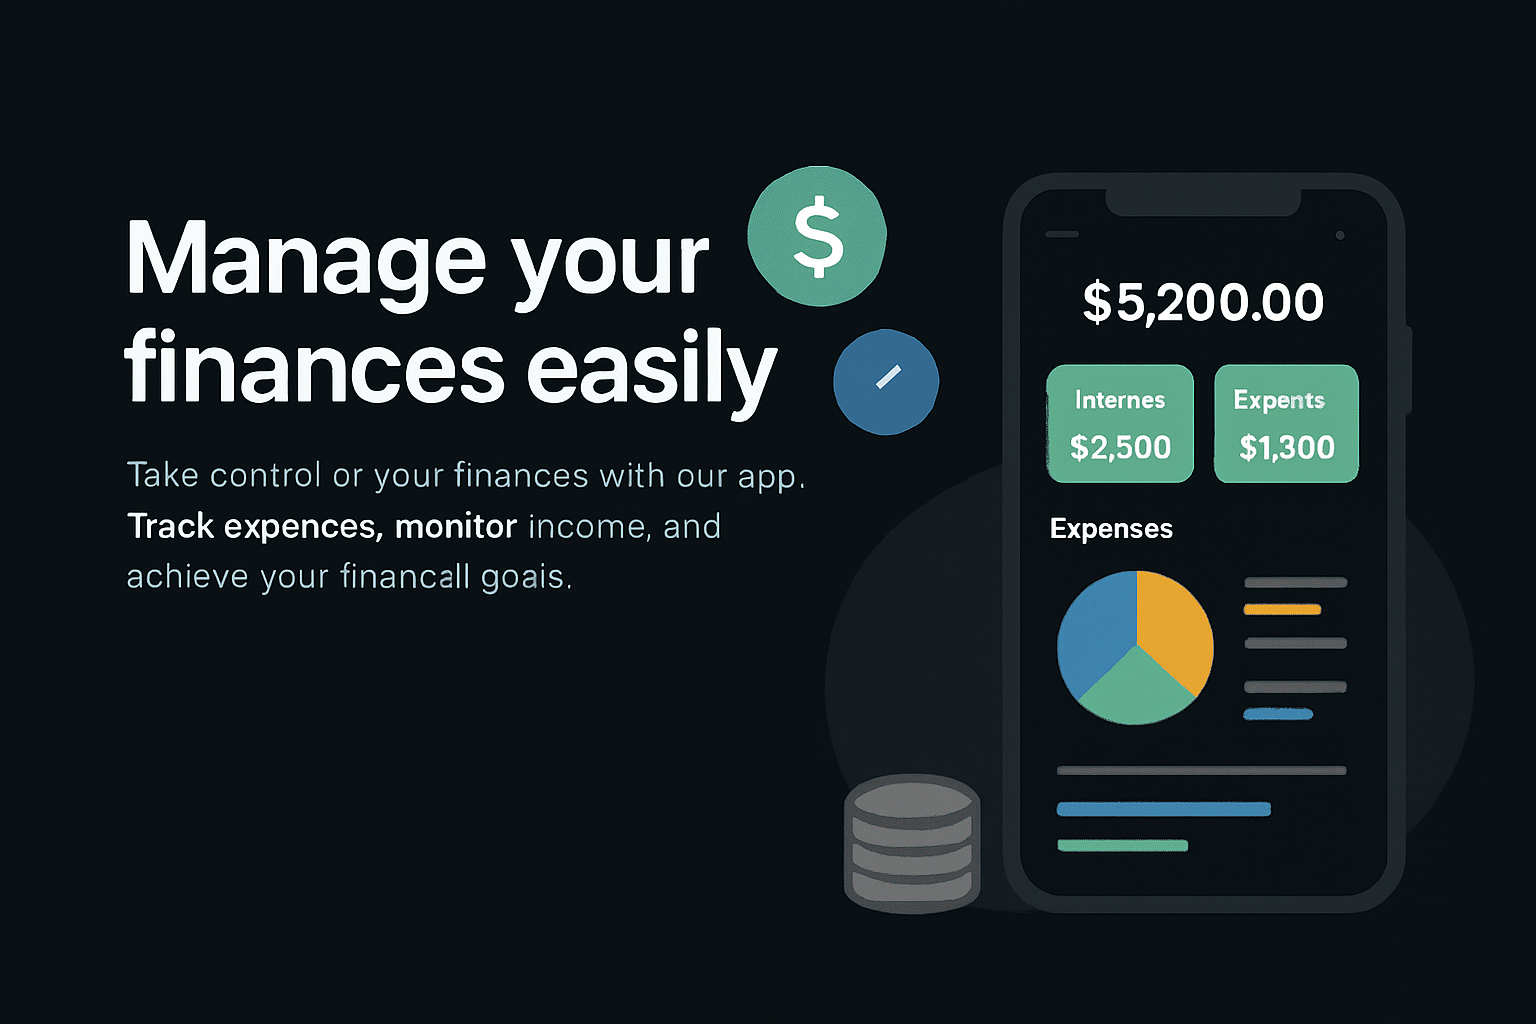 Manage your
finances easily
Take control or your finances with our app.
Track expences, monitor income, and
achieve your financall goais.
$
$5,200.00
Internes
$2,500
Expents
$1,300
Expenses